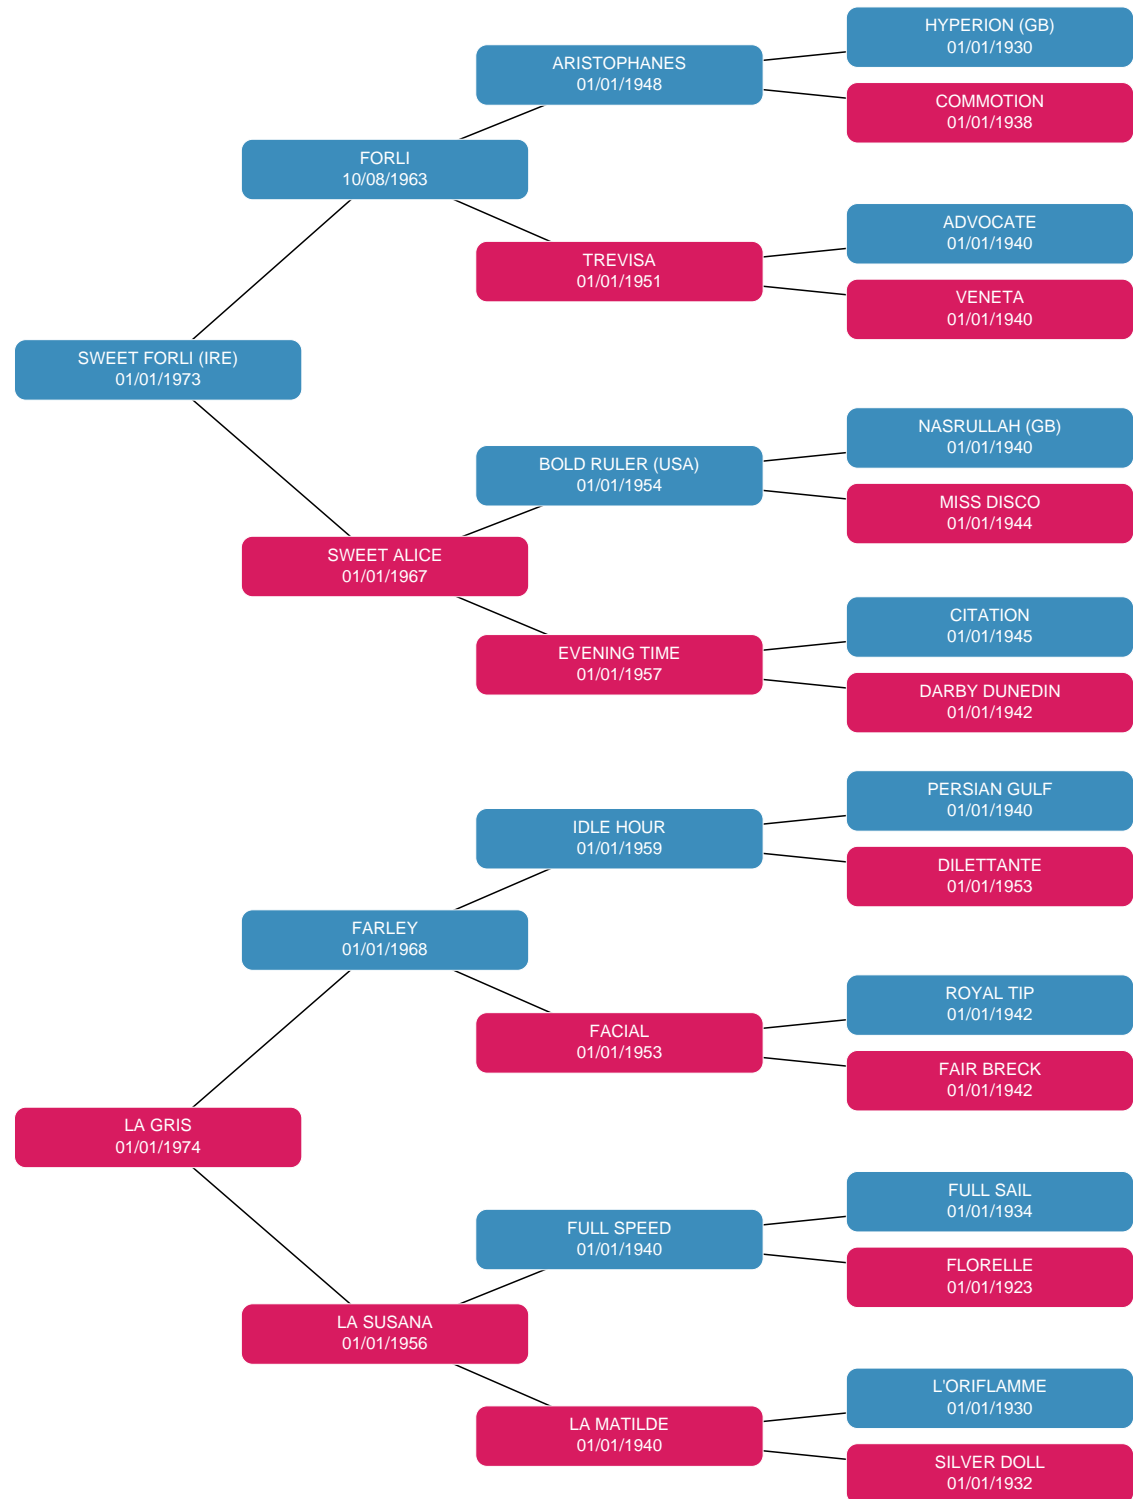 HYPERION (GB)
01/01/1930
ARISTOPHANES
01/01/1948
COMMOTION
01/01/1938
FORLI
10/08/1963
ADVOCATE
01/01/1940
TREVISA
01/01/1951
VENETA
01/01/1940
SWEET FORLI (IRE)
01/01/1973
NASRULLAH (GB)
01/01/1940
BOLD RULER (USA)
01/01/1954
MISS DISCO
01/01/1944
SWEET ALICE
01/01/1967
CITATION
01/01/1945
EVENING TIME
01/01/1957
DARBY DUNEDIN
01/01/1942
PERSIAN GULF
01/01/1940
IDLE HOUR
01/01/1959
DILETTANTE
01/01/1953
FARLEY
01/01/1968
ROYAL TIP
01/01/1942
FACIAL
01/01/1953
FAIR BRECK
01/01/1942
LA GRIS
01/01/1974
FULL SAIL
01/01/1934
FULL SPEED
01/01/1940
FLORELLE
01/01/1923
LA SUSANA
01/01/1956
L'ORIFLAMME
01/01/1930
LA MATILDE
01/01/1940
SILVER DOLL
01/01/1932